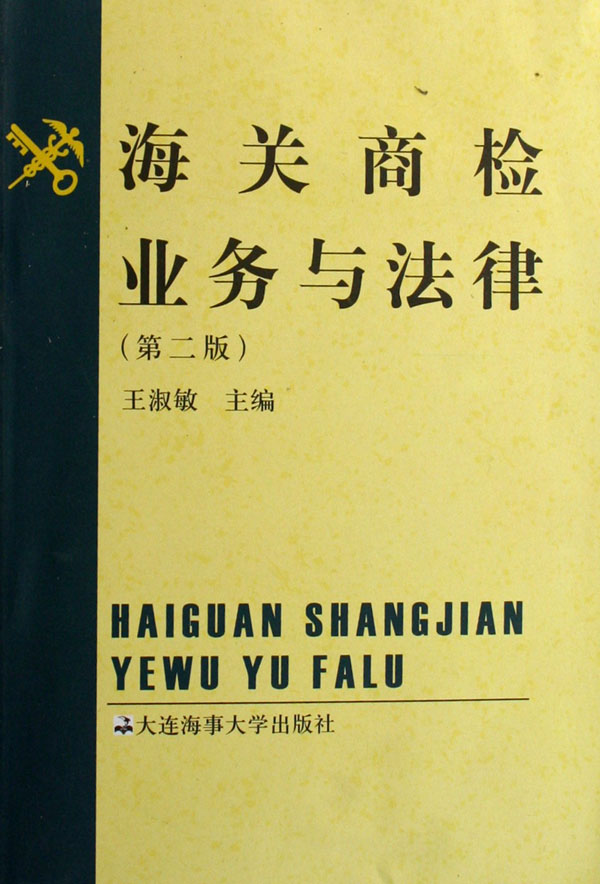 海关商检
业务与法律
(第二版)
王淑敏 主编
HAIGUAN SHANGJIAN
YEWU YU FALU
大连海事大学出版社